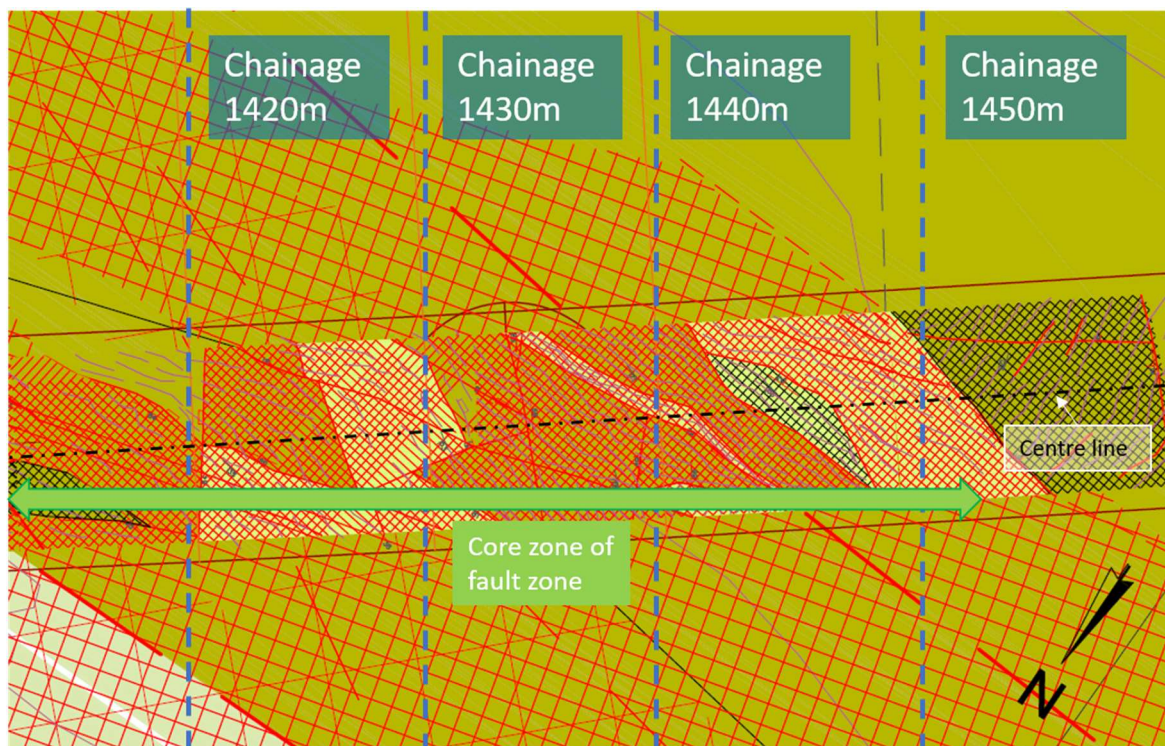 Chainage
1420m
Chainage
1430m
Chainage
1440m
Chainage
1450m
Centre line
Core zone of
fault zone
N